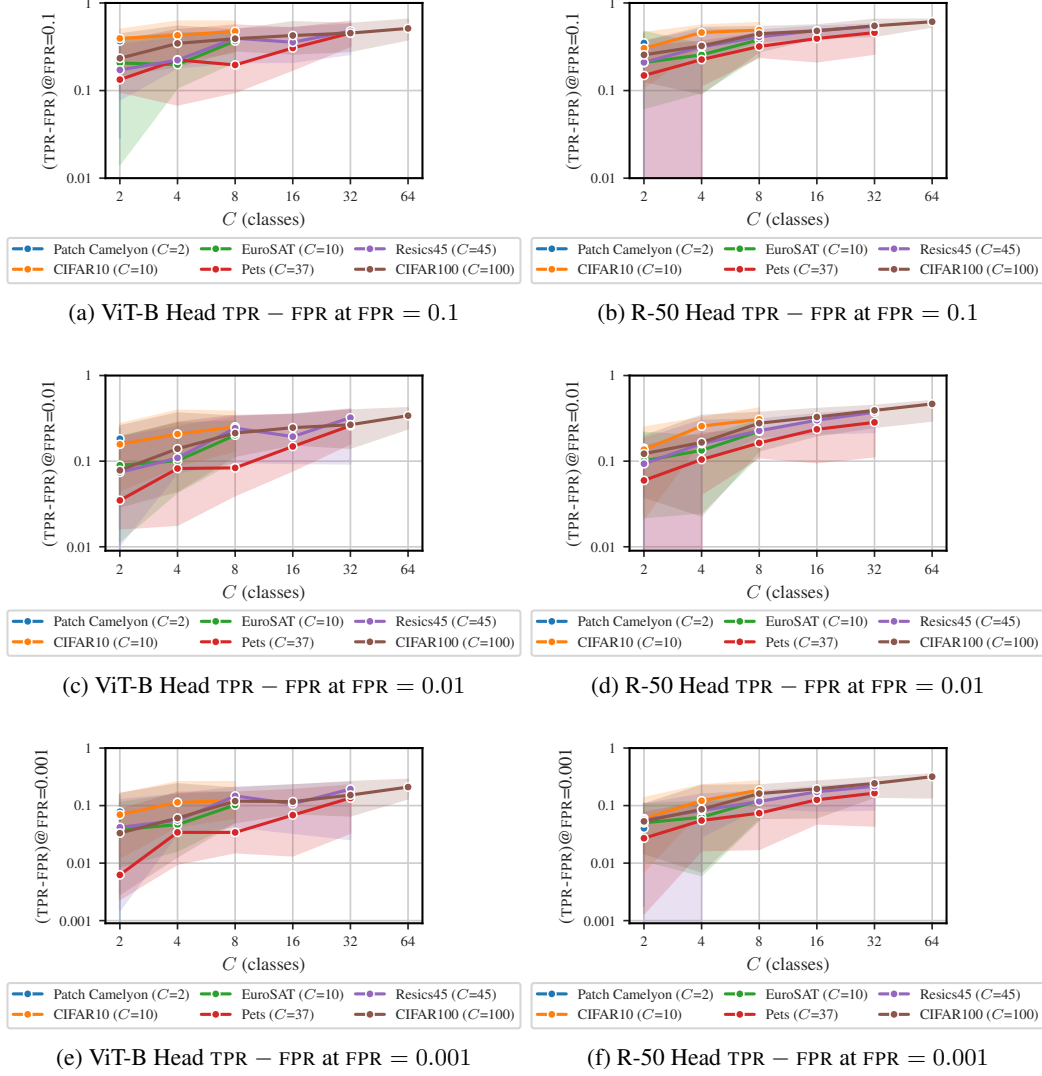 (TPR-FPR)@FPR=0.1
1
0.1
0.01
2 4 8 16 32 64
C (classes)
Patch Camelyon (C=2) EuroSAT (C=10) Resics45 (C=45)
CIFAR10 (C=10) Pets (C=37) CIFAR100 (C=100)
(a) ViT-B Head TPR − FPR at FPR = 0.1
(TPR-FPR)@FPR=0.1
1
0.1
0.01
2 4 8 16 32 64
C (classes)
Patch Camelyon (C=2) EuroSAT (C=10) Resics45 (C=45)
CIFAR10 (C=10) Pets (C=37) CIFAR100 (C=100)
(b) R-50 Head TPR − FPR at FPR = 0.1
(TPR-FPR)@FPR=0.01
1
0.1
0.01
2 4 8 16 32 64
C (classes)
Patch Camelyon (C=2) EuroSAT (C=10) Resics45 (C=45)
CIFAR10 (C=10) Pets (C=37) CIFAR100 (C=100)
(c) ViT-B Head TPR − FPR at FPR = 0.01
(TPR-FPR)@FPR=0.01
1
0.1
0.01
2 4 8 16 32 64
C (classes)
Patch Camelyon (C=2) EuroSAT (C=10) Resics45 (C=45)
CIFAR10 (C=10) Pets (C=37) CIFAR100 (C=100)
(d) R-50 Head TPR − FPR at FPR = 0.01
(TPR-FPR)@FPR=0.001
1
0.1
0.01
0.001
2 4 8 16 32 64
C (classes)
Patch Camelyon (C=2) EuroSAT (C=10) Resics45 (C=45)
CIFAR10 (C=10) Pets (C=37) CIFAR100 (C=100)
(e) ViT-B Head TPR − FPR at FPR = 0.001
(TPR-FPR)@FPR=0.001
1
0.1
0.01
0.001
2 4 8 16 32 64
C (classes)
Patch Camelyon (C=2) EuroSAT (C=10) Resics45 (C=45)
CIFAR10 (C=10) Pets (C=37) CIFAR100 (C=100)
(f) R-50 Head TPR − FPR at FPR = 0.001